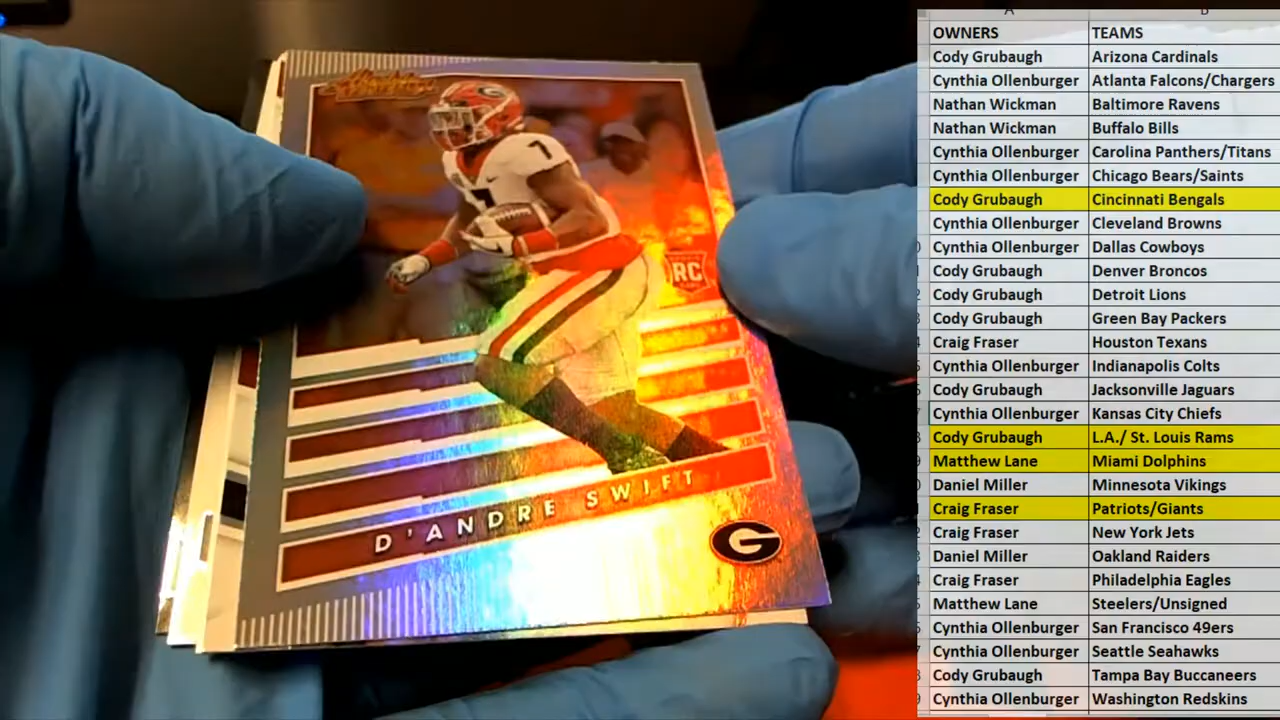 Absolute
7
7
RC
D'ANDRE SWIFT
G
A B
OWNERS TEAMS
Cody Grubaugh Arizona Cardinals
Cynthia Ollenburger Atlanta Falcons/Chargers
Nathan Wickman Baltimore Ravens
Nathan Wickman Buffalo Bills
Cynthia Ollenburger Carolina Panthers/Titans
Cynthia Ollenburger Chicago Bears/Saints
Cody Grubaugh Cincinnati Bengals
Cynthia Ollenburger Cleveland Browns
Cynthia Ollenburger Dallas Cowboys
Cody Grubaugh Denver Broncos
Cody Grubaugh Detroit Lions
Cody Grubaugh Green Bay Packers
Craig Fraser Houston Texans
Cynthia Ollenburger Indianapolis Colts
Cody Grubaugh Jacksonville Jaguars
Cynthia Ollenburger Kansas City Chiefs
Cody Grubaugh L.A./ St. Louis Rams
Matthew Lane Miami Dolphins
Daniel Miller Minnesota Vikings
Craig Fraser Patriots/Giants
Craig Fraser New York Jets
Daniel Miller Oakland Raiders
Craig Fraser Philadelphia Eagles
Matthew Lane Steelers/Unsigned
Cynthia Ollenburger San Francisco 49ers
Cynthia Ollenburger Seattle Seahawks
Cody Grubaugh Tampa Bay Buccaneers
Cynthia Ollenburger Washington Redskins